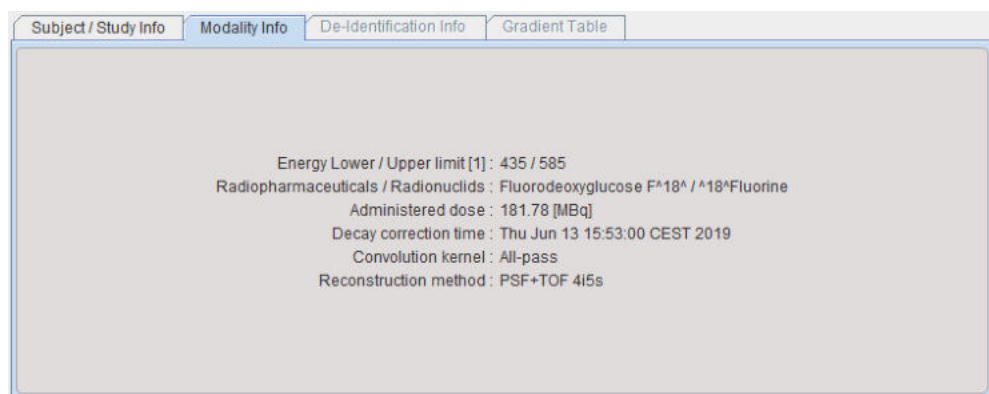 Subject / Study Info Modality Info De-Identification Info Gradient Table
Energy Lower / Upper limit [1] : 435 / 585
Radiopharmaceuticals / Radionuclids : Fluorodeoxyglucose F^18^ / ^18^Fluorine
Administered dose : 181.78 [MBq]
Decay correction time : Thu Jun 13 15:53:00 CEST 2019
Convolution kernel : All-pass
Reconstruction method : PSF+TOF 4i5s